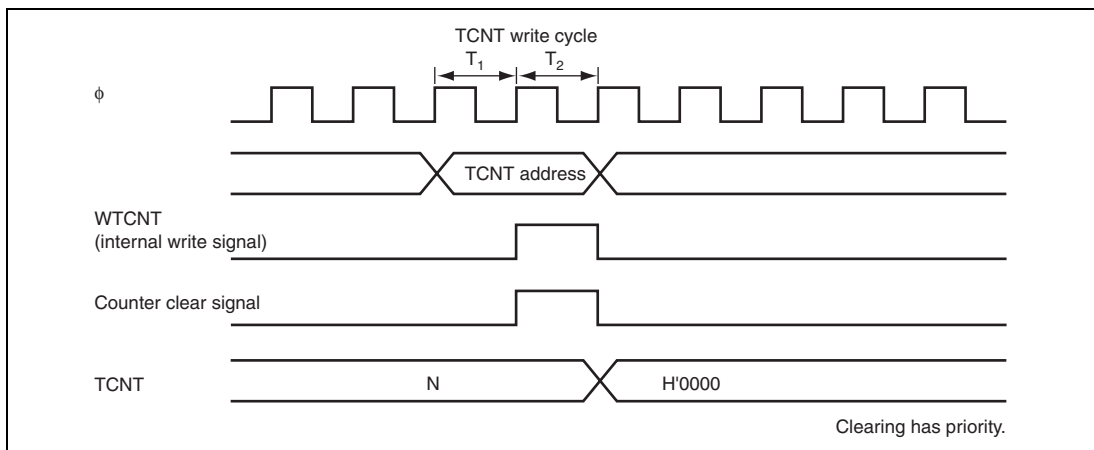 TCNT write cycle
T₁ T₂
ϕ
TCNT address
WTCNT
(internal write signal)
Counter clear signal
TCNT N H'0000
Clearing has priority.